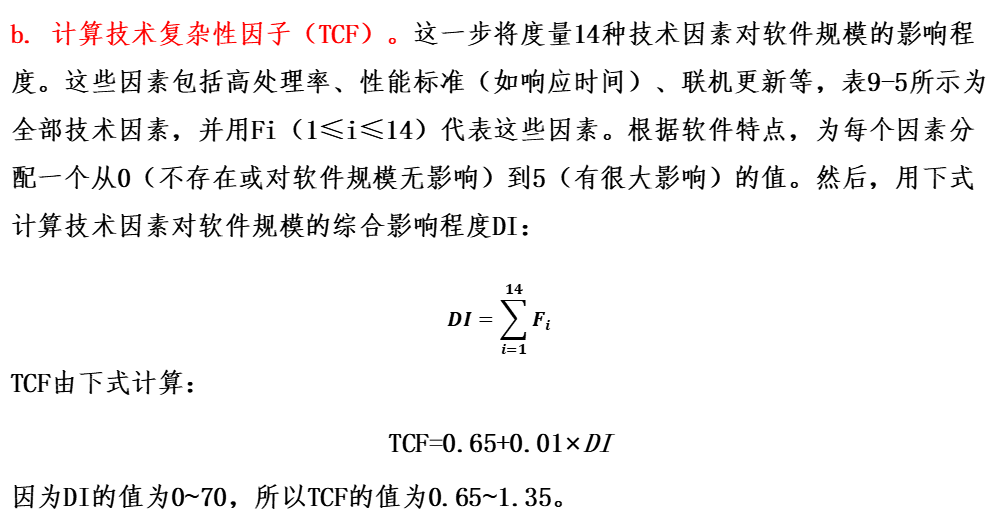 b. 计算技术复杂性因子（TCF）。这一步将度量14种技术因素对软件规模的影响程
度。这些因素包括高处理率、性能标准（如响应时间）、联机更新等，表9-5所示为
全部技术因素，并用Fi（1≤i≤14）代表这些因素。根据软件特点，为每个因素分
配一个从0（不存在或对软件规模无影响）到5（有很大影响）的值。然后，用下式
计算技术因素对软件规模的综合影响程度DI：
14
DI = ∑ Fi
i=1
TCF由下式计算：
TCF=0.65+0.01×DI
因为DI的值为0~70，所以TCF的值为0.65~1.35。